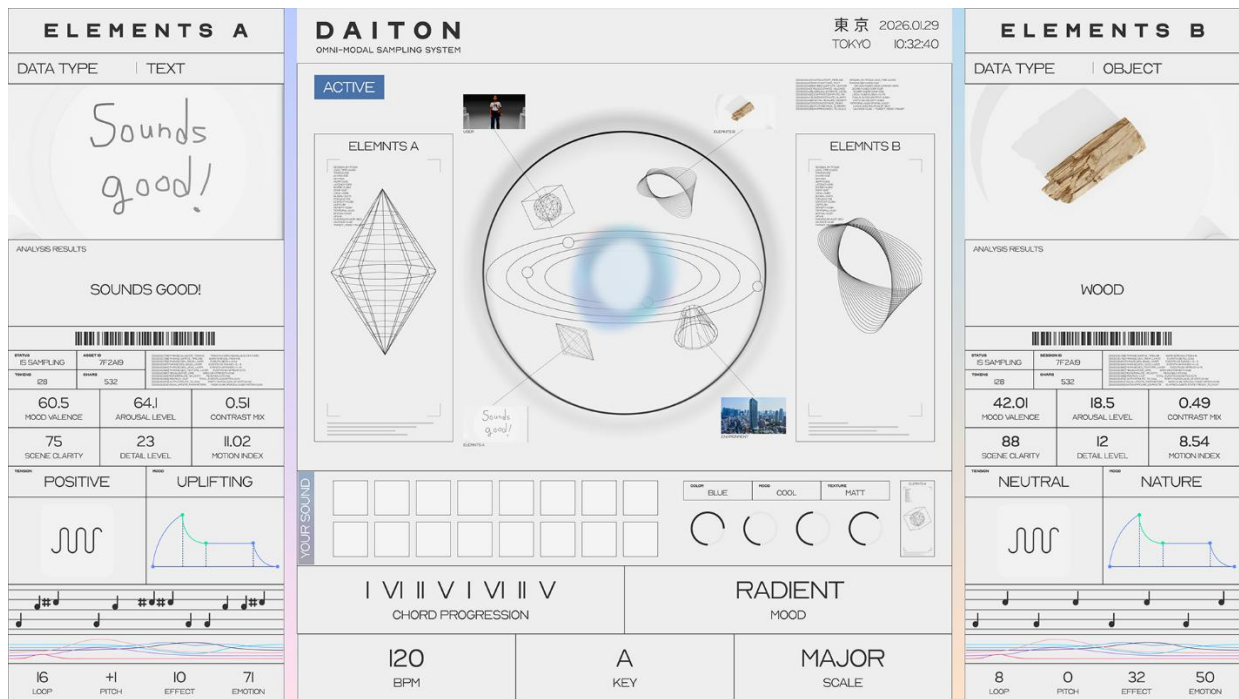 ELEMENTS A
DATA TYPE | TEXT
Sounds
good!
ANALYSIS RESULTS
SOUNDS GOOD!
STATUS
IS SAMPLING
ASSET ID
7F2A19
TOKENS
128
SHARE
532
60.5
MOOD VALENCE
64.1
AROUSAL LEVEL
0.51
CONTRAST MIX
75
SCENE CLARITY
23
DETAIL LEVEL
11.02
MOTION INDEX
TENSION
POSITIVE
MOOD
UPLIFTING
16
LOOP
+1
PITCH
10
EFFECT
71
EMOTION
DAITON
OMNI-MODAL SAMPLING SYSTEM
東京 2026.01.29
TOKYO 10:32:40
ACTIVE
USER
ELEMENTS B
ELEMNTS A
ELEMNTS B
Sounds
good!
ELEMENTS A
ENVIRONMENT
YOUR SOUND
COLOR
BLUE
MOOD
COOL
TEXTURE
MATT
I VI II V I VI II V
CHORD PROGRESSION
RADIENT
MOOD
120
BPM
A
KEY
MAJOR
SCALE
ELEMENTS B
DATA TYPE | OBJECT
ANALYSIS RESULTS
WOOD
STATUS
IS SAMPLING
SESSION ID
7F2A19
TOKENS
128
SHARE
532
42.01
MOOD VALENCE
18.5
AROUSAL LEVEL
0.49
CONTRAST MIX
88
SCENE CLARITY
12
DETAIL LEVEL
8.54
MOTION INDEX
TENSION
NEUTRAL
MOOD
NATURE
8
LOOP
0
PITCH
32
EFFECT
50
EMOTION